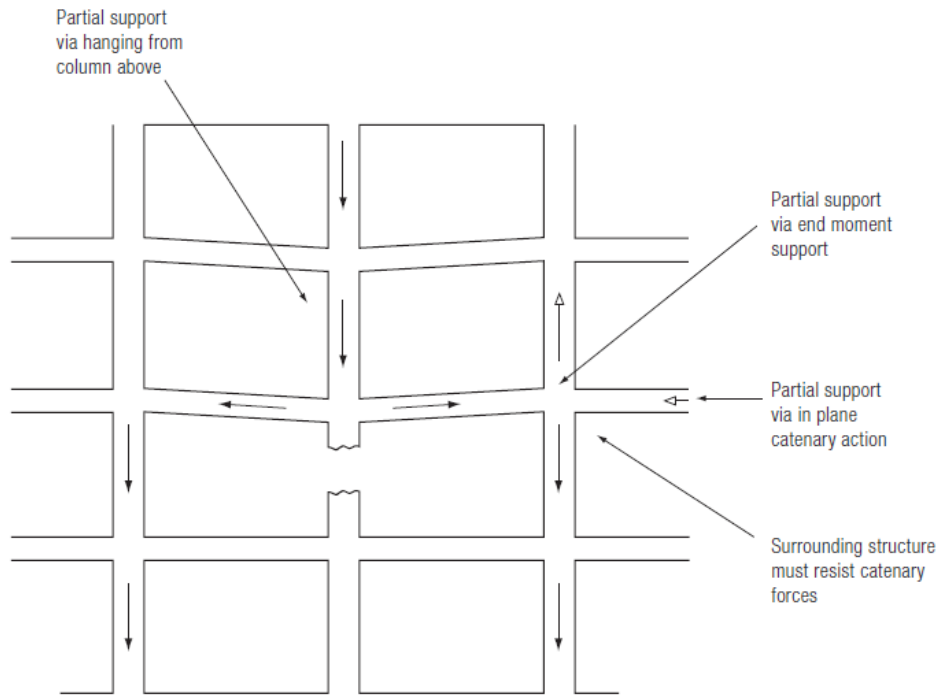 Partial support
via hanging from
column above
Partial support
via end moment
support
Partial support
via in plane
catenary action
Surrounding structure
must resist catenary
forces